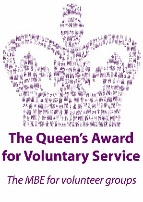 The Queen's Award
for Voluntary Service
The MBE for volunteer groups